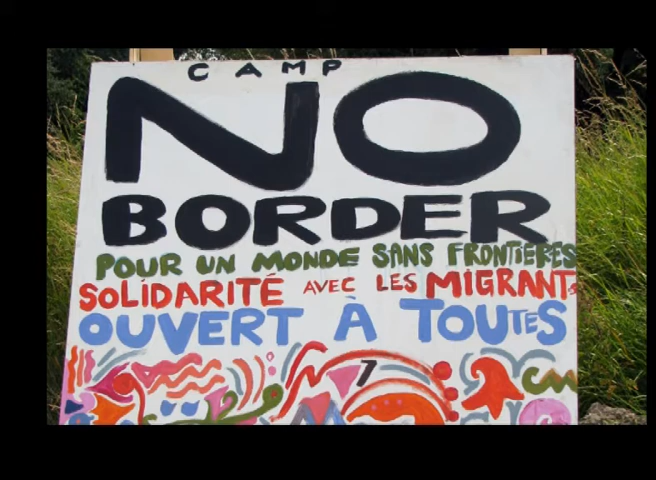 CAMP
NO
BORDER
POUR UN MONDE SANS FRONTIERES
SOLIDARITÉ AVEC LES MIGRANTS
OUVERT À TOUTES